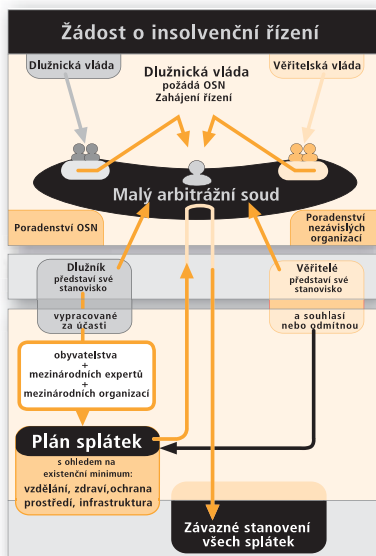 Žádost o insolvenční řízení
Dlužnická vláda
Věřitelská vláda
Dlužnická vláda
požádá OSN
Zahájení řízení
Malý arbitrážní soud
Poradenství OSN
Poradenství
nezávislých
organizací
Dlužník
představí své
stanovisko
vypracované
za účasti
Věřitelé
představí své
stanovisko
a souhlasí
nebo odmítnou
obyvatelstva
+
mezinárodních expertů
+
mezinárodních organizací
Plán splátek
s ohledem na
existenční minimum:
vzdělání, zdraví,ochrana
prostředí, infrastruktura
Závazné stanovení
všech splátek